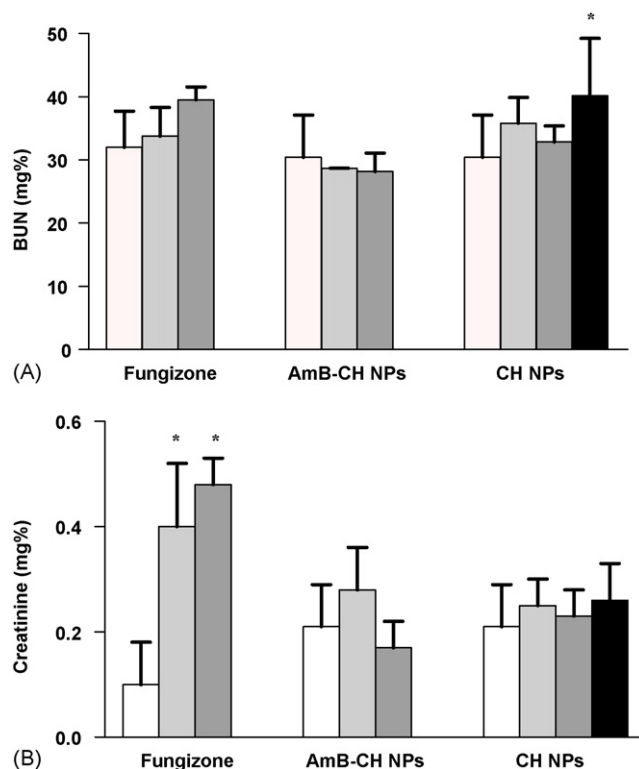 *
50
40
30
20
10
0
BUN (mg%)
(A)
Fungizone AmB-CH NPs CH NPs
0.6
* *
0.4
0.2
0.0
Creatinine (mg%)
(B)
Fungizone AmB-CH NPs CH NPs